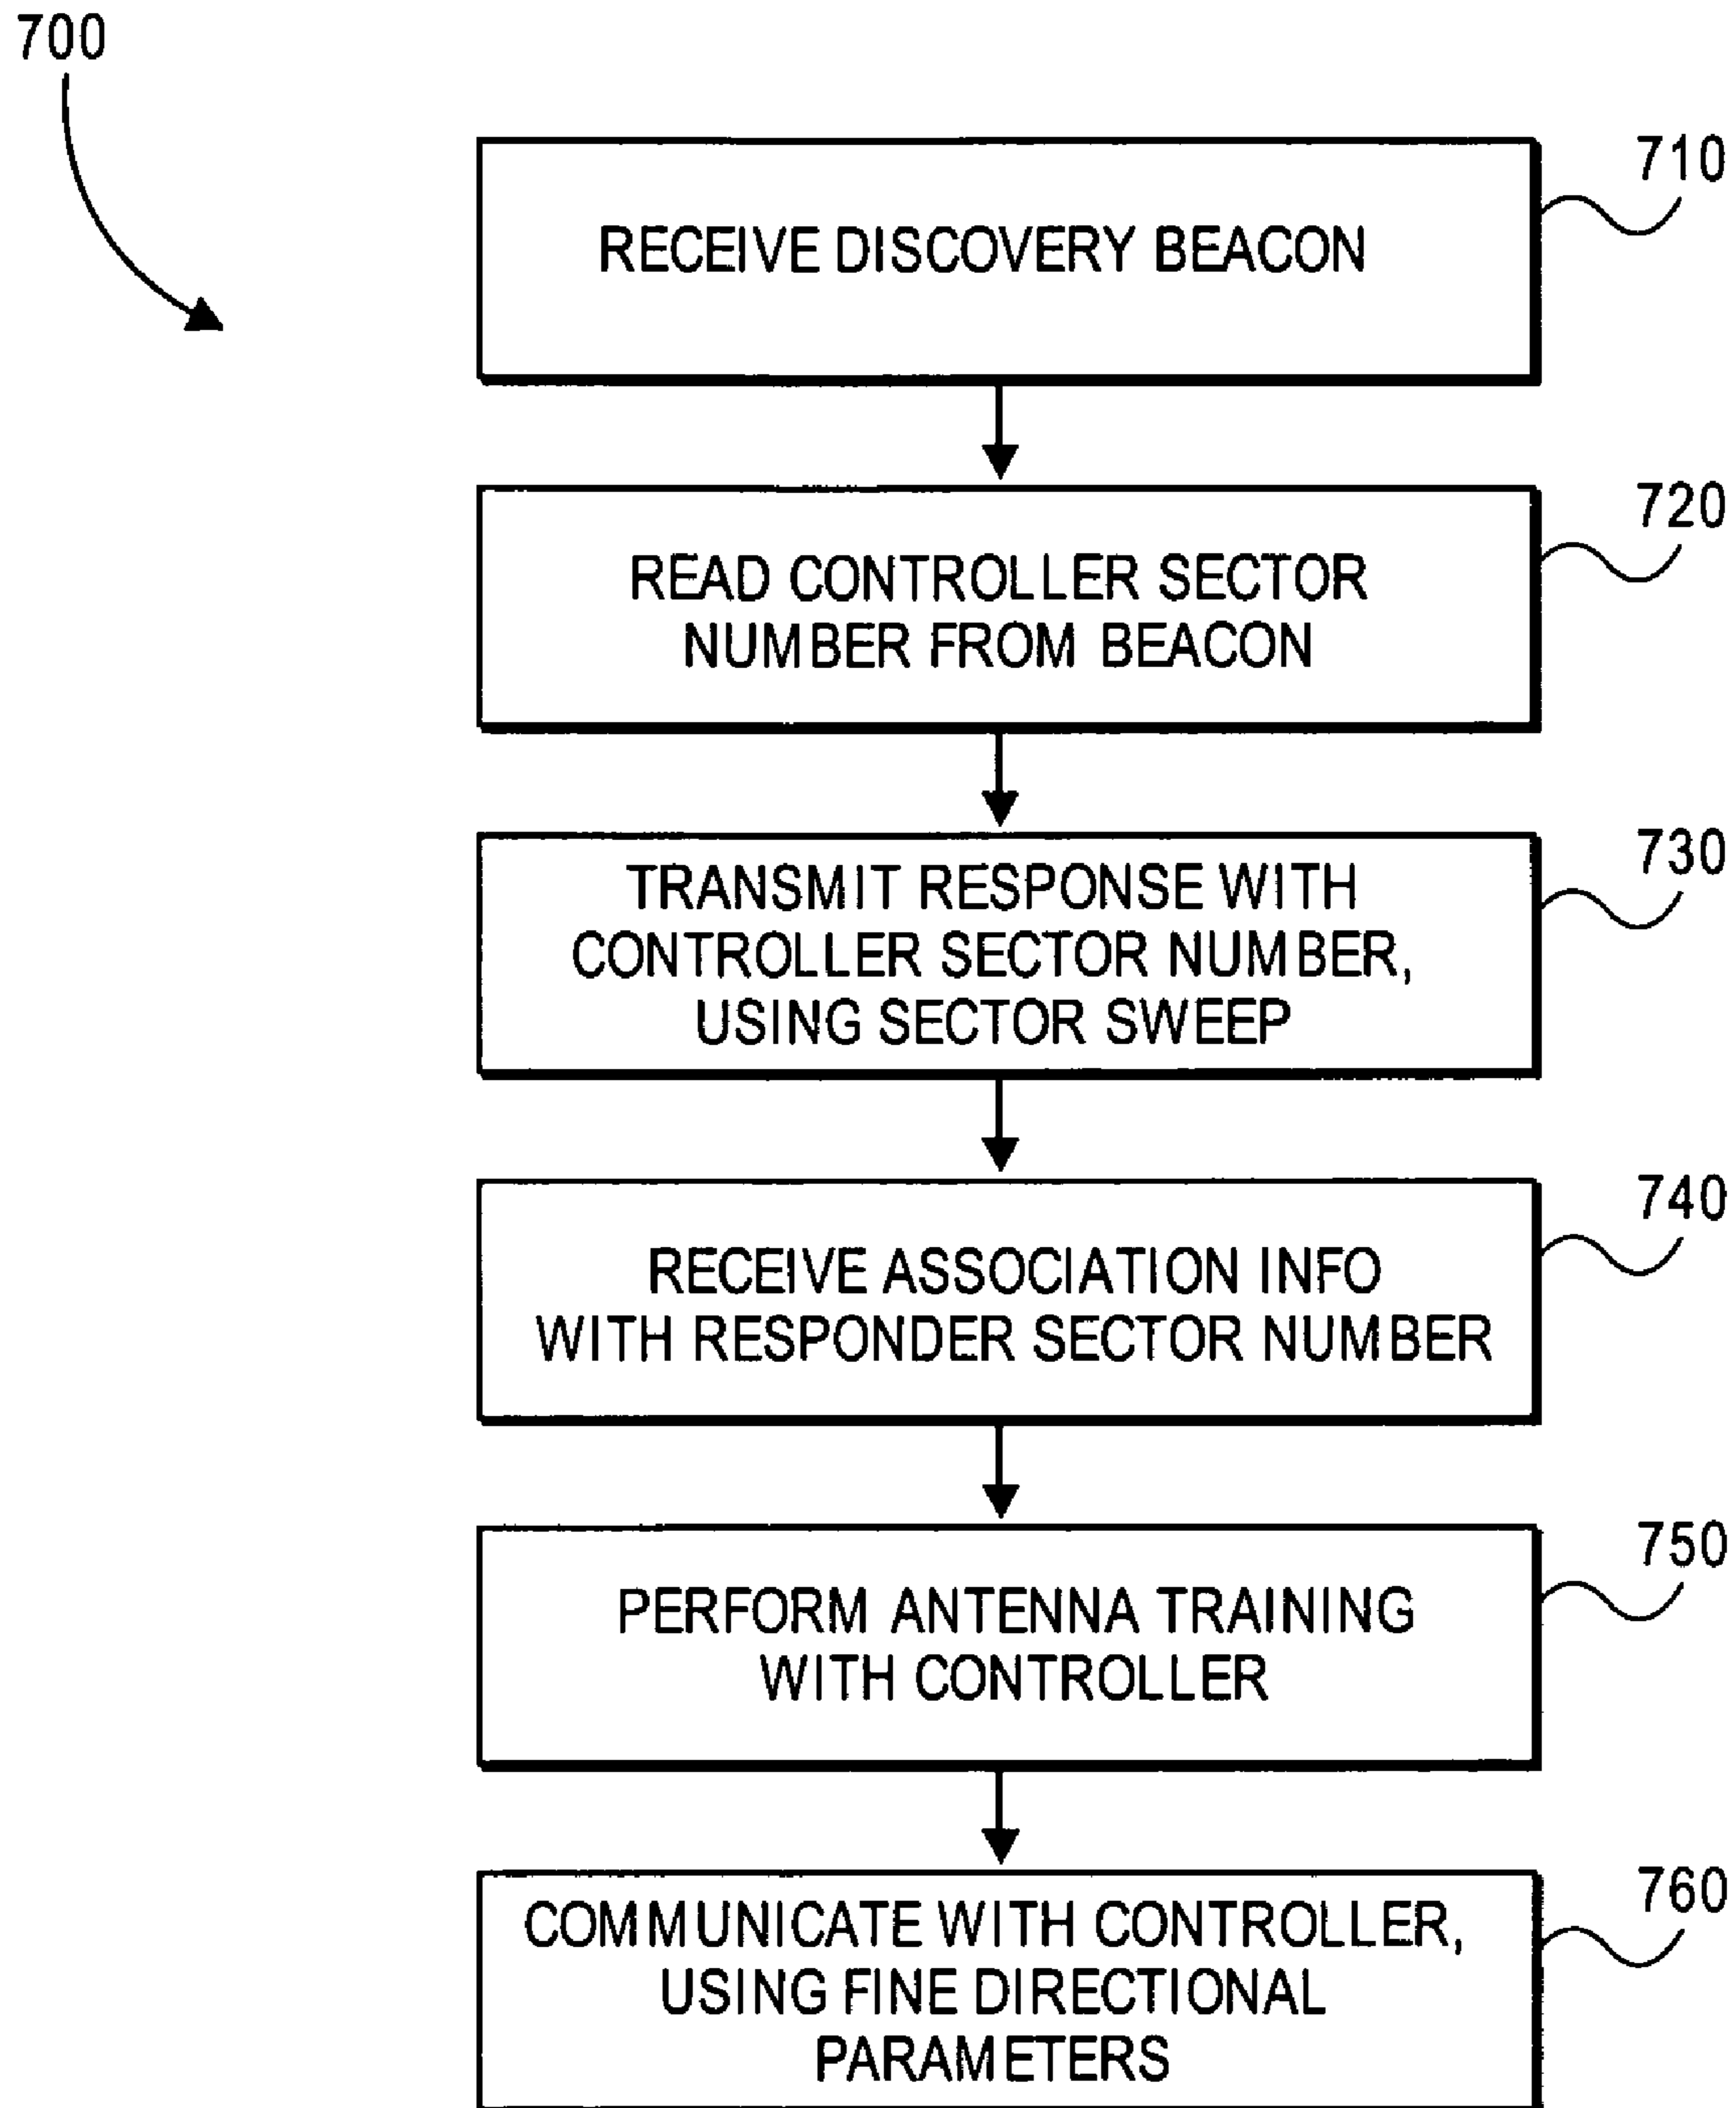 700
710
RECEIVE DISCOVERY BEACON
720
READ CONTROLLER SECTOR
NUMBER FROM BEACON
730
TRANSMIT RESPONSE WITH
CONTROLLER SECTOR NUMBER,
USING SECTOR SWEEP
740
RECEIVE ASSOCIATION INFO
WITH RESPONDER SECTOR NUMBER
750
PERFORM ANTENNA TRAINING
WITH CONTROLLER
760
COMMUNICATE WITH CONTROLLER,
USING FINE DIRECTIONAL
PARAMETERS